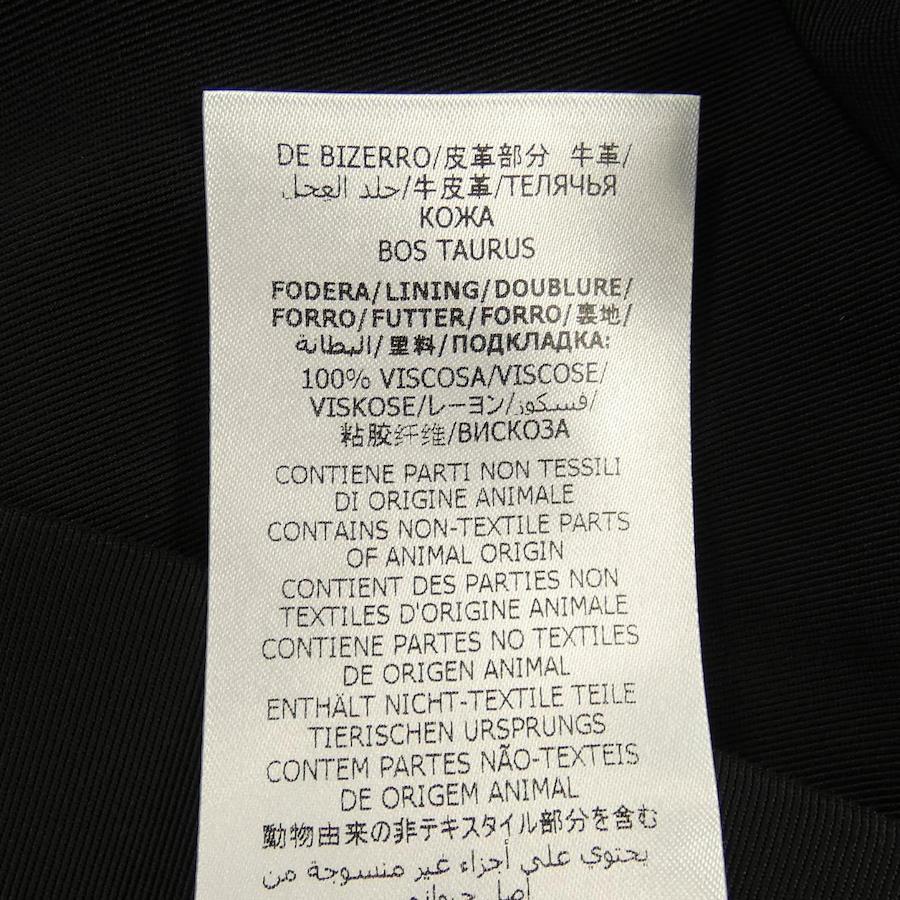 DE BIZERRO/皮革部分 牛革/
جلد العجل/牛皮革/ТЕЛЯЧЬЯ
КОЖА
BOS TAURUS
FODERA/LINING/DOUBLURE/
FORRO/FUTTER/FORRO/裏地/
البطانة/里料/ПОДКЛАДКА:
100% VISCOSA/VISCOSE/
VISKOSE/レーヨン/فسكوز/
粘胶纤维/ВИСКОЗА
CONTIENE PARTI NON TESSILI
DI ORIGINE ANIMALE
CONTAINS NON-TEXTILE PARTS
OF ANIMAL ORIGIN
CONTIENT DES PARTIES NON
TEXTILES D'ORIGINE ANIMALE
CONTIENE PARTES NO TEXTILES
DE ORIGEN ANIMAL
ENTHÄLT NICHT-TEXTILE TEILE
TIERISCHEN URSPRUNGS
CONTEM PARTES NÃO-TEXTEIS
DE ORIGEM ANIMAL
動物由来の非テキスタイル部分を含む
يحتوي على أجزاء غير منسوجة من
أصل